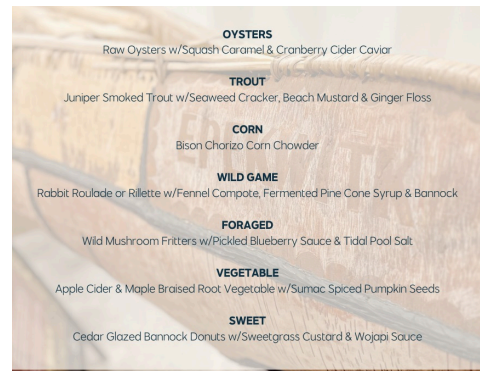 OYSTERS
Raw Oysters w/Squash Caramel & Cranberry Cider Caviar
TROUT
Juniper Smoked Trout w/Seaweed Cracker, Beach Mustard & Ginger Floss
CORN
Bison Chorizo Corn Chowder
WILD GAME
Rabbit Roulade or Rillette w/Fennel Compote, Fermented Pine Cone Syrup & Bannock
FORAGED
Wild Mushroom Fritters w/Pickled Blueberry Sauce & Tidal Pool Salt
VEGETABLE
Apple Cider & Maple Braised Root Vegetable w/Sumac Spiced Pumpkin Seeds
SWEET
Cedar Glazed Bannock Donuts w/Sweetgrass Custard & Wojapi Sauce